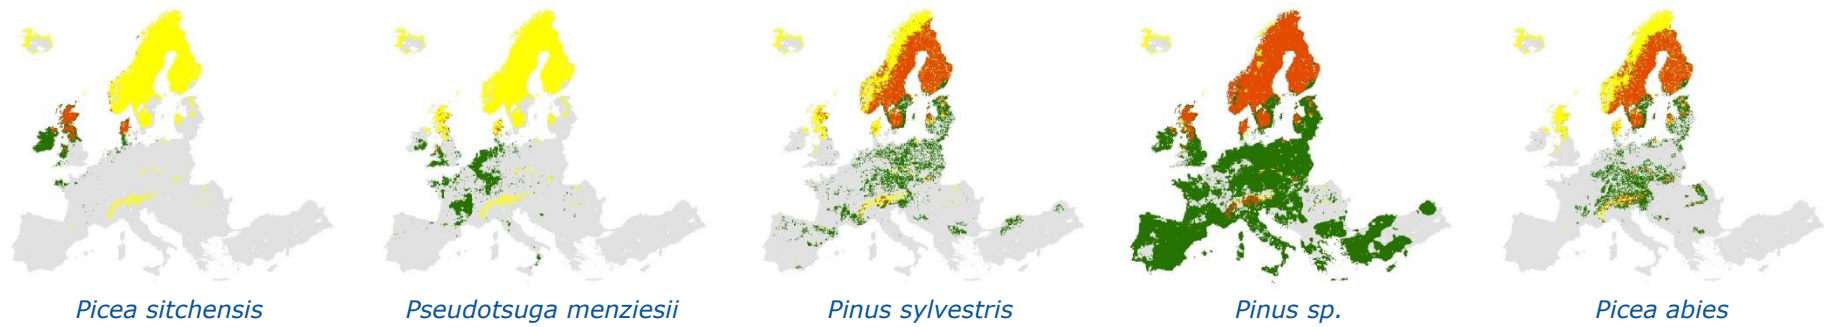 Picea sitchensis
Pseudotsuga menziesii
Pinus sylvestris
Pinus sp.
Picea abies